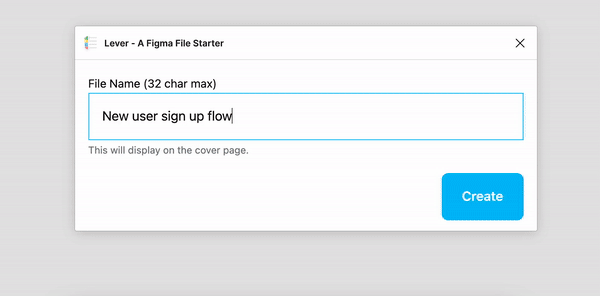 Lever - A Figma File Starter
File Name (32 char max)
New user sign up flow
This will display on the cover page.
Create